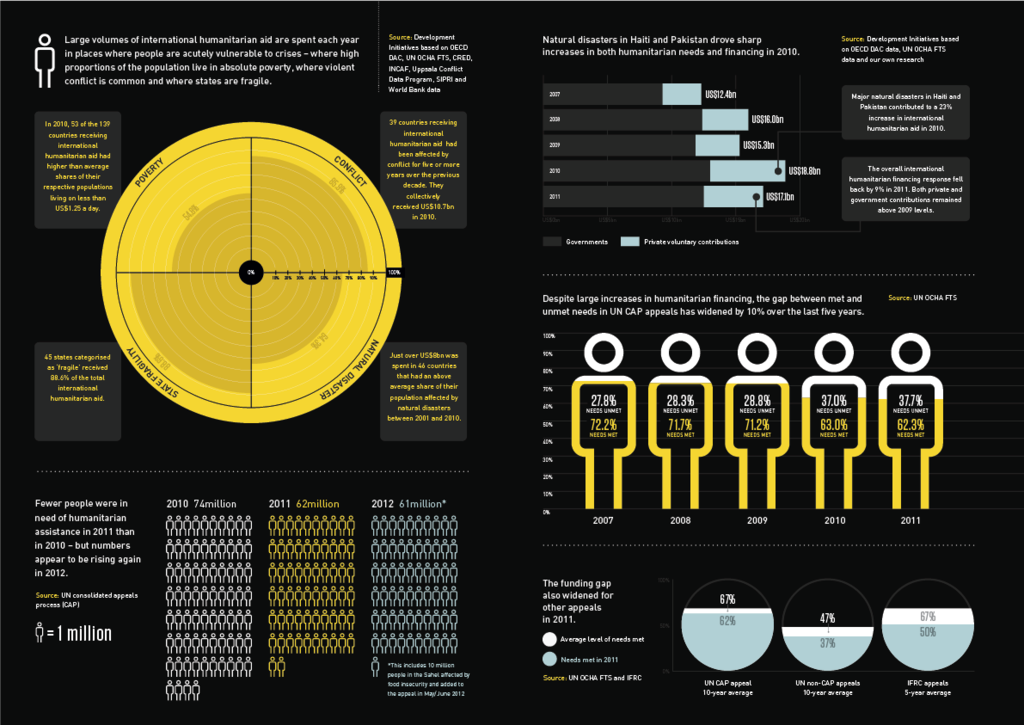 Large volumes of international humanitarian aid are spent each year
in places where people are acutely vulnerable to crises – where high
proportions of the population live in absolute poverty, where violent
conflict is common and where states are fragile.
Source: Development
Initiatives based on OECD
DAC, UN OCHA FTS, CRED,
INCAF, Uppsala Conflict
Data Program, SIPRI and
World Bank data
In 2010, 53 of the 139
countries receiving
international
humanitarian aid had
higher than average
shares of their
respective populations
living on less than
US$1.25 a day.
39 countries receiving
international
humanitarian aid had
been affected by
conflict for five or more
years over the previous
decade. They
collectively
received US$10.7bn
in 2010.
POVERTY
CONFLICT
0%
10%
20%
30%
40%
50%
60%
70%
80%
90%
100%
STATE FRAGILITY
NATURAL DISASTER
45 states categorised
as 'fragile' received
88.6% of the total
international
humanitarian aid.
Just over US$8bn was
spent in 46 countries
that had an above
average share of their
population affected by
natural disasters
between 2001 and 2010.
Fewer people were in
need of humanitarian
assistance in 2011 than
in 2010 – but numbers
appear to be rising again
in 2012.
Source: UN consolidated appeals
process (CAP)
= 1 million
2010 74million
2011 62million
2012 61million*
*This includes 10 million
people in the Sahel affected by
food insecurity and added to
the appeal in May/June 2012
Natural disasters in Haiti and Pakistan drove sharp
increases in both humanitarian needs and financing in 2010.
Source: Development Initiatives based
on OECD DAC data, UN OCHA FTS
data and our own research
2007
US$12.4bn
2008
US$16.0bn
2009
US$15.3bn
2010
US$18.8bn
2011
US$17.1bn
Governments
Private voluntary contributions
Major natural disasters in Haiti and
Pakistan contributed to a 23%
increase in international
humanitarian aid in 2010.
The overall international
humanitarian financing response fell
back by 9% in 2011. Both private and
government contributions remained
above 2009 levels.
Despite large increases in humanitarian financing, the gap between met and
unmet needs in UN CAP appeals has widened by 10% over the last five years.
Source: UN OCHA FTS
100%
90%
80%
70%
60%
50%
40%
30%
20%
10%
0%
27.8%
NEEDS UNMET
72.2%
NEEDS MET
28.3%
NEEDS UNMET
71.7%
NEEDS MET
28.8%
NEEDS UNMET
71.2%
NEEDS MET
37.0%
NEEDS UNMET
63.0%
NEEDS MET
37.7%
NEEDS UNMET
62.3%
NEEDS MET
2007
2008
2009
2010
2011
The funding gap
also widened for
other appeals
in 2011.
Average level of needs met
Needs met in 2011
Source: UN OCHA FTS and IFRC
100%
50%
0%
67%
62%
47%
37%
67%
50%
UN CAP appeal
10-year average
UN non-CAP appeals
10-year average
IFRC appeals
5-year average